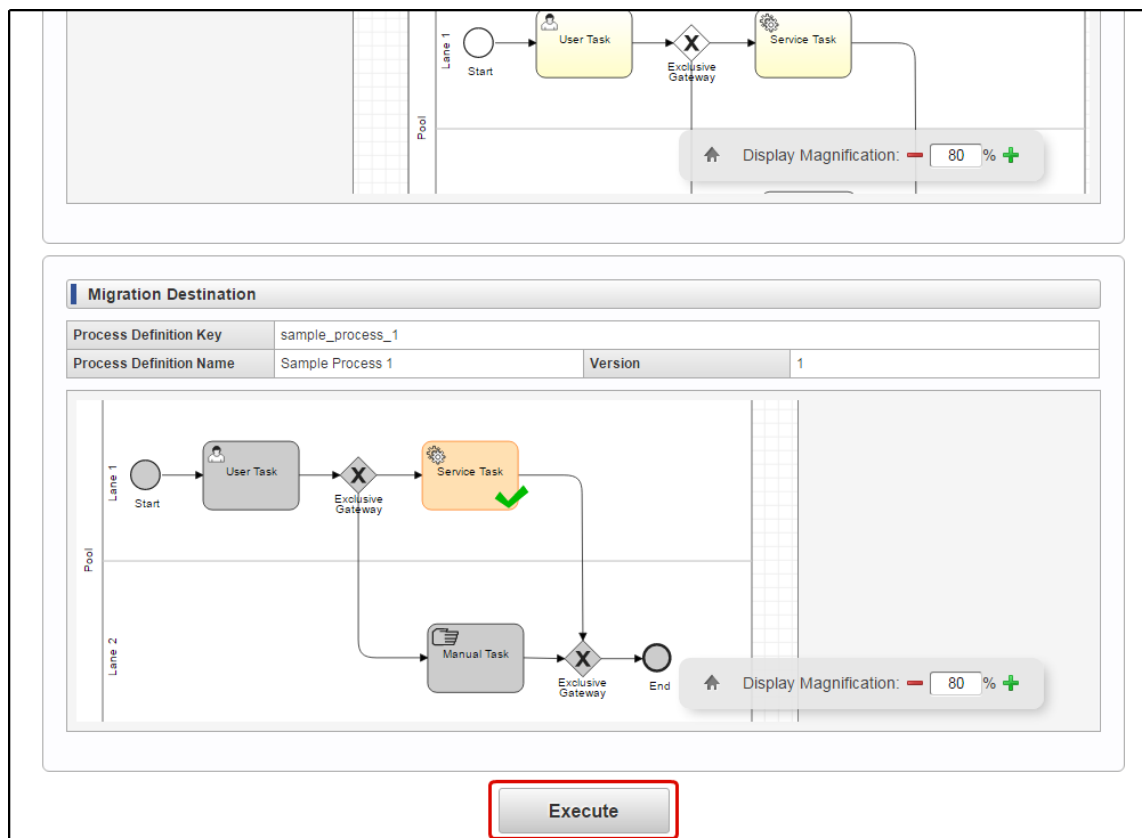 Lane 1
User Task
Service Task
X
Start
Exclusive
Gateway
Pool
Display Magnification: 80 %
Migration Destination
Process Definition Key sample_process_1
Process Definition Name Sample Process 1 Version 1
Lane 1
User Task
X
Service Task
Start
Exclusive
Gateway
Pool
Lane 2
Manual Task
X
Exclusive
Gateway
End
Display Magnification: 80 %
Execute